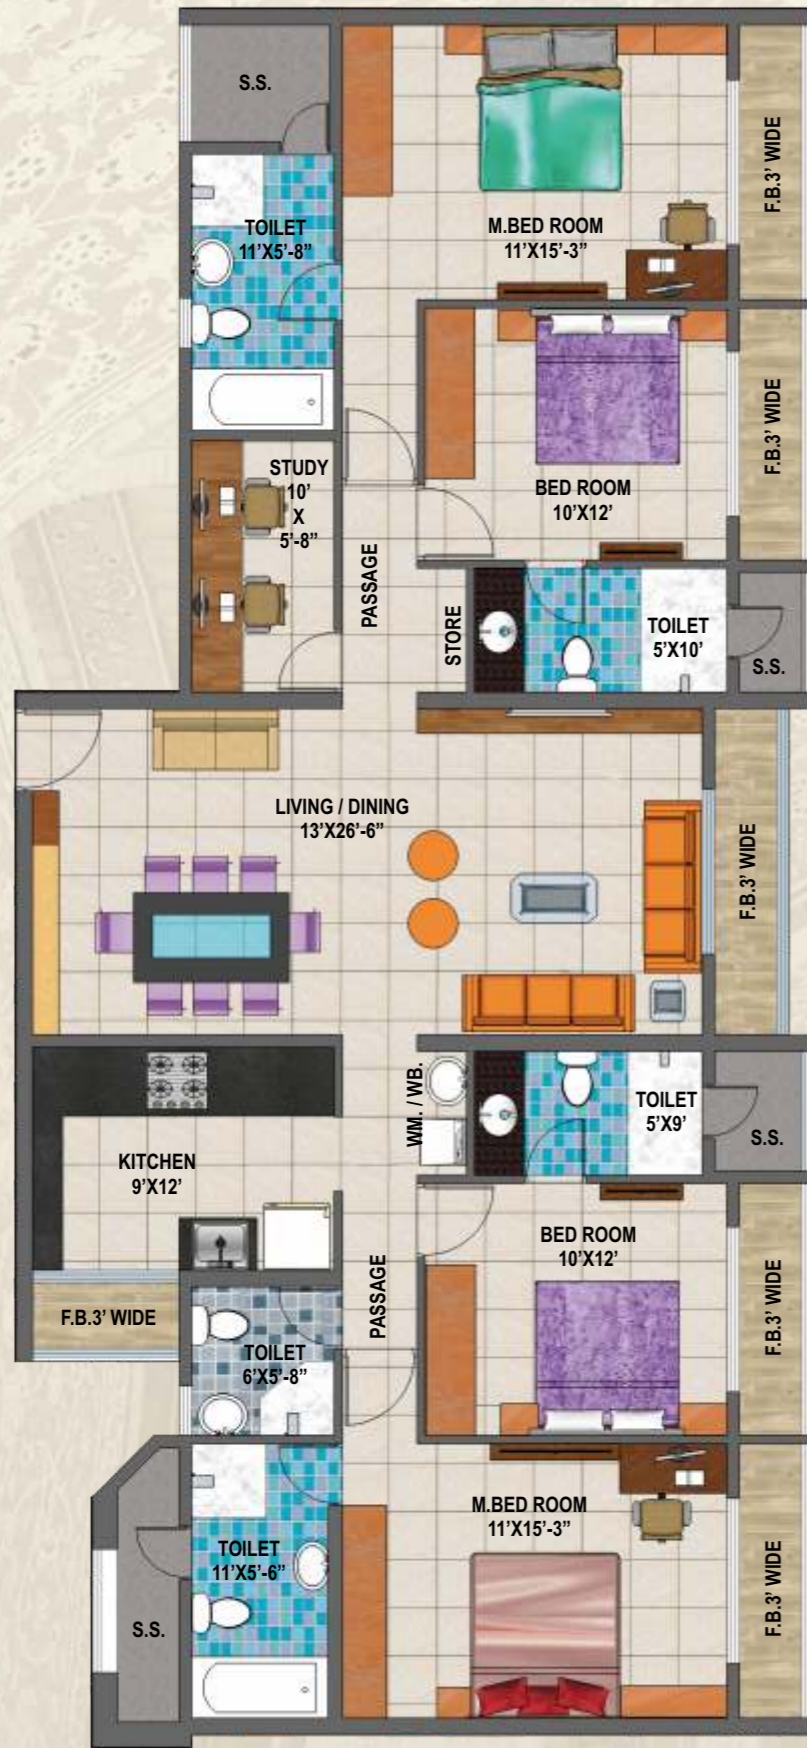 S.S.
F.B.3' WIDE
TOILET
11'X5'-8"
M.BED ROOM
11'X15'-3"
F.B.3' WIDE
STUDY
10'
X
5'-8"
BED ROOM
10'X12'
PASSAGE
STORE
TOILET
5'X10'
S.S.
LIVING / DINING
13'X26'-6"
F.B.3' WIDE
WM. / WB.
TOILET
5'X9'
S.S.
KITCHEN
9'X12'
BED ROOM
10'X12'
PASSAGE
F.B.3' WIDE
F.B.3' WIDE
TOILET
6'X5'-8"
M.BED ROOM
11'X15'-3"
TOILET
11'X5'-6"
F.B.3' WIDE
S.S.